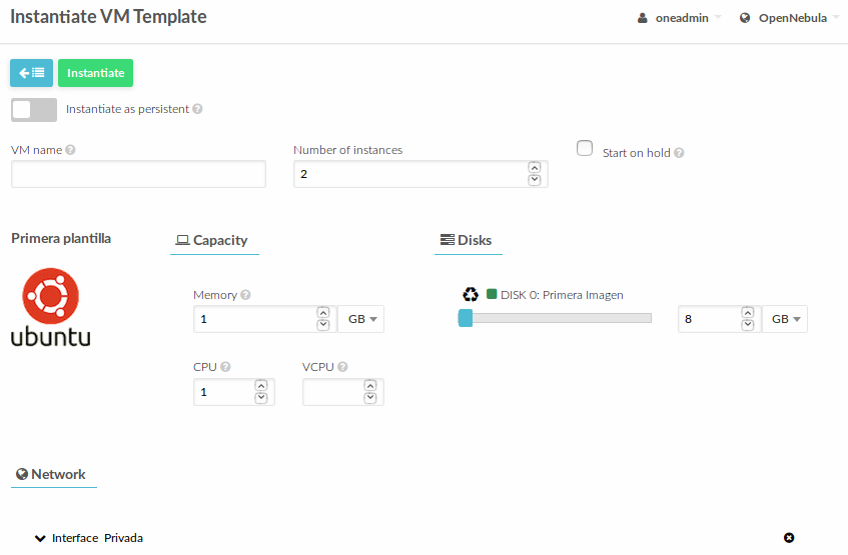 Instantiate VM Template
oneadmin
OpenNebula
Instantiate
Instantiate as persistent ?
VM name ?
Number of instances
2
Start on hold ?
Primera plantilla
Capacity
Disks
ubuntu
Memory ?
1
GB
DISK 0: Primera Imagen
8
GB
CPU ?
VCPU ?
1
Network
Interface Privada